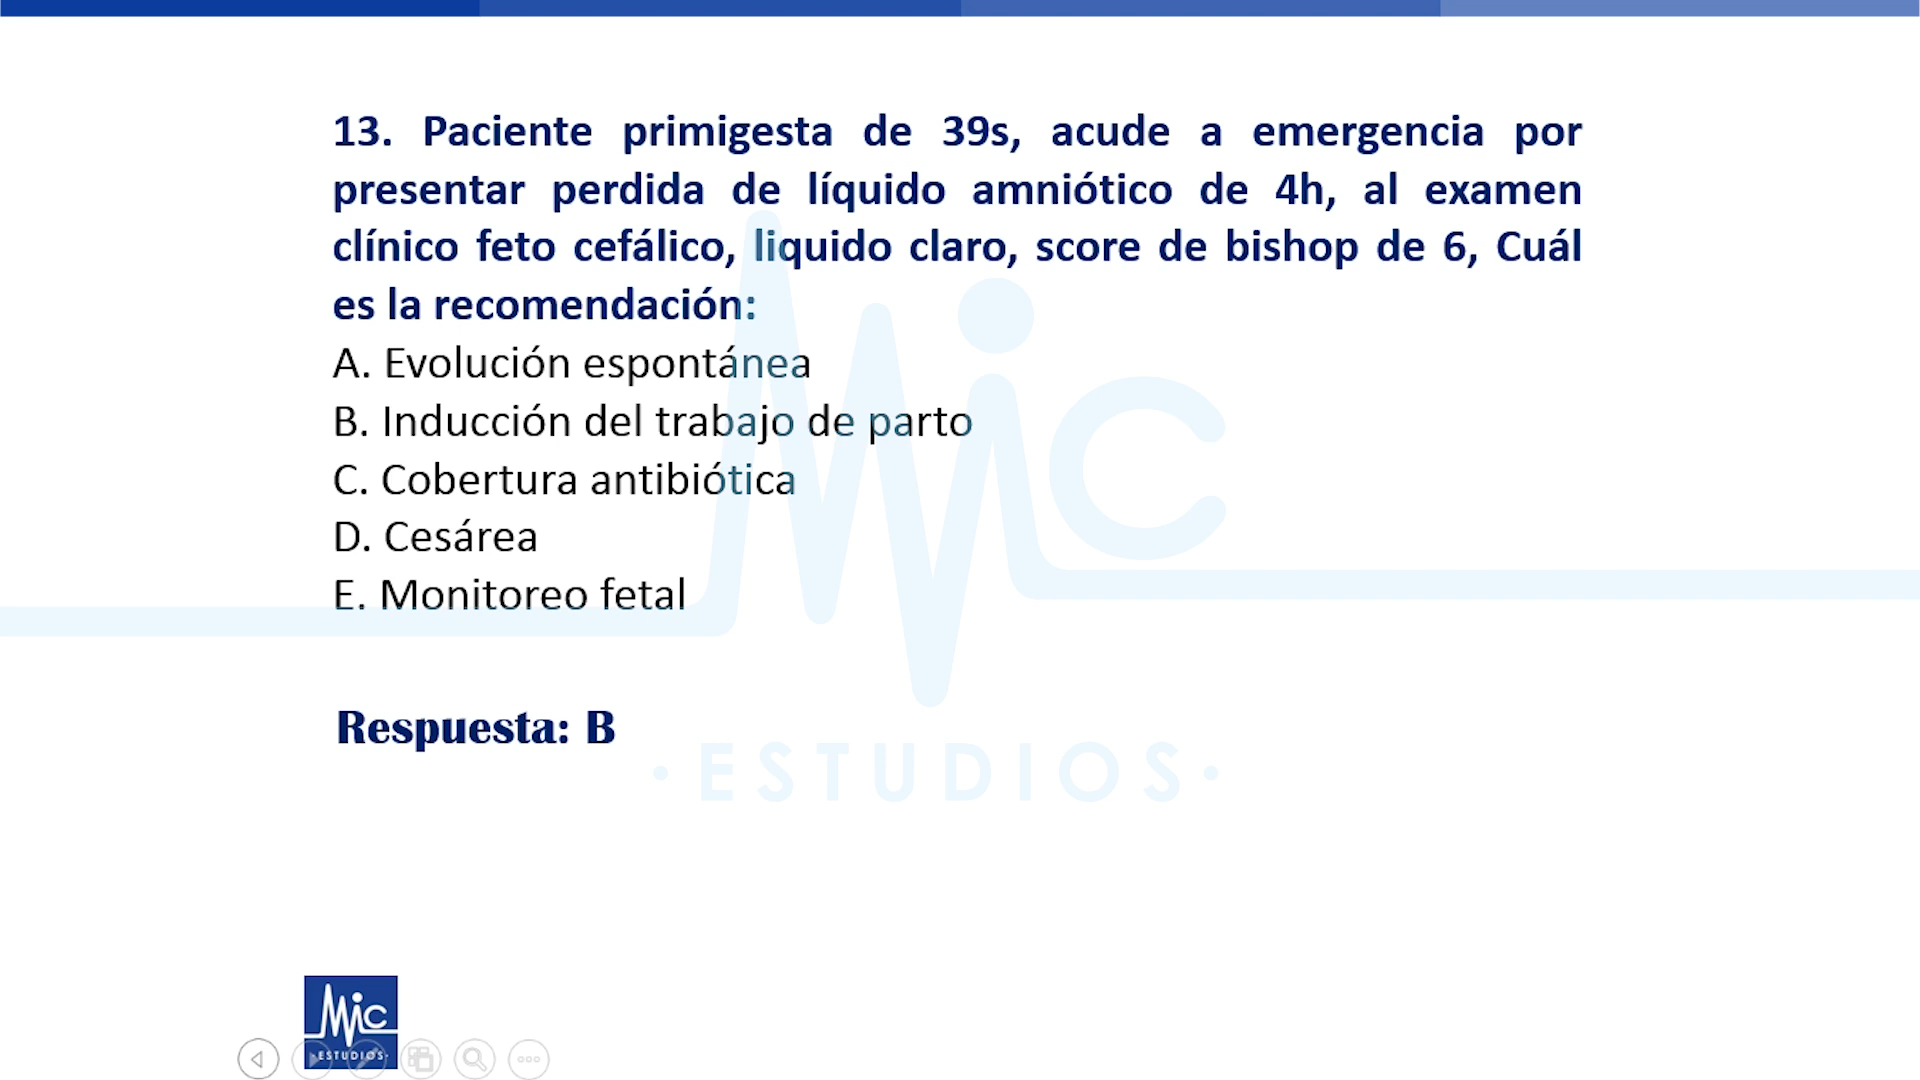 13. Paciente primigesta de 39s, acude a emergencia por
presentar perdida de líquido amniótico de 4h, al examen
clínico feto cefálico, liquido claro, score de bishop de 6, Cuál
es la recomendación:
A. Evolución espontánea
B. Inducción del trabajo de parto
C. Cobertura antibiótica
D. Cesárea
E. Monitoreo fetal
Respuesta: B
Mic
·ESTUDIOS·
Mic
·ESTUDIOS·